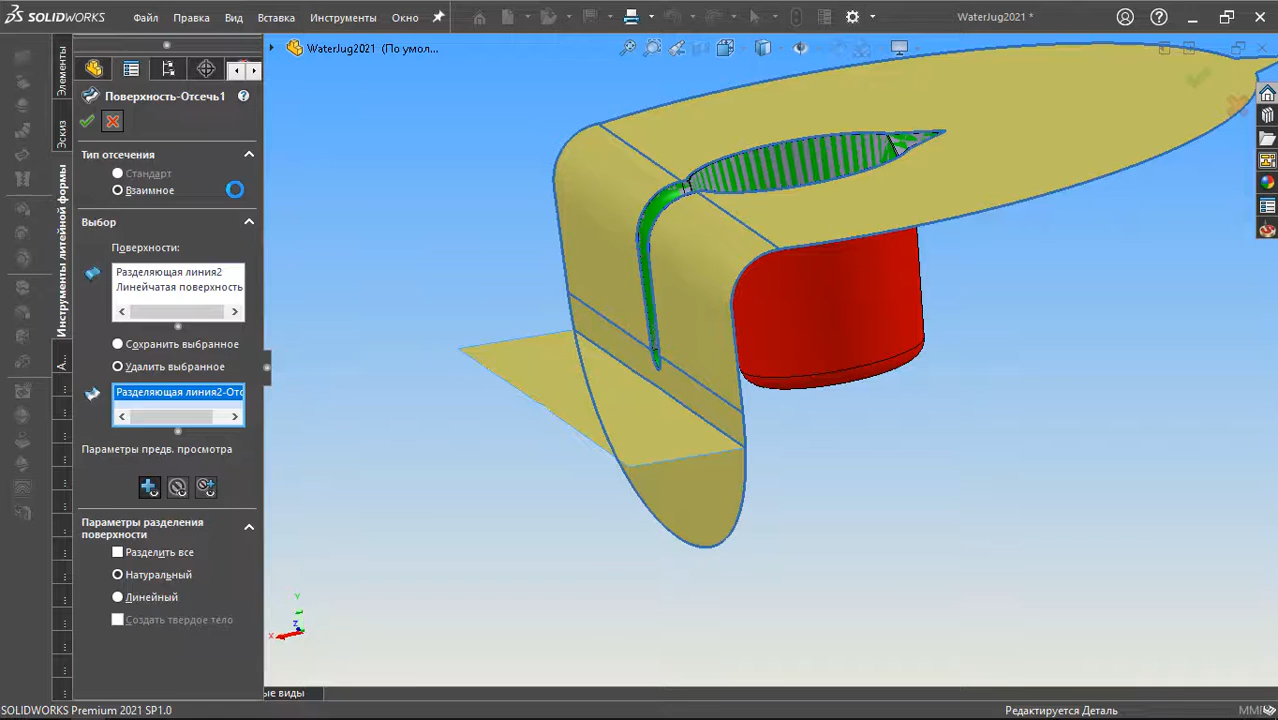 SOLIDWORKS
Файл
Правка
Вид
Вставка
Инструменты
Окно
WaterJug2021 *
WaterJug2021 (По умол...
Элементы
Эскиз
Инструменты литейной формы
А...
Поверхность-Отсечь1
Тип отсечения
Стандарт
Взаимное
Выбор
Поверхности:
Разделяющая линия2
Линейчатая поверхность
Сохранить выбранное
Удалить выбранное
Разделяющая линия2-Отс
Параметры предв. просмотра
Параметры разделения
поверхности
Разделить все
Натуральный
Линейный
Создать твердое тело
Y
Z
X
ые виды
SOLIDWORKS Premium 2021 SP1.0
Редактируется Деталь